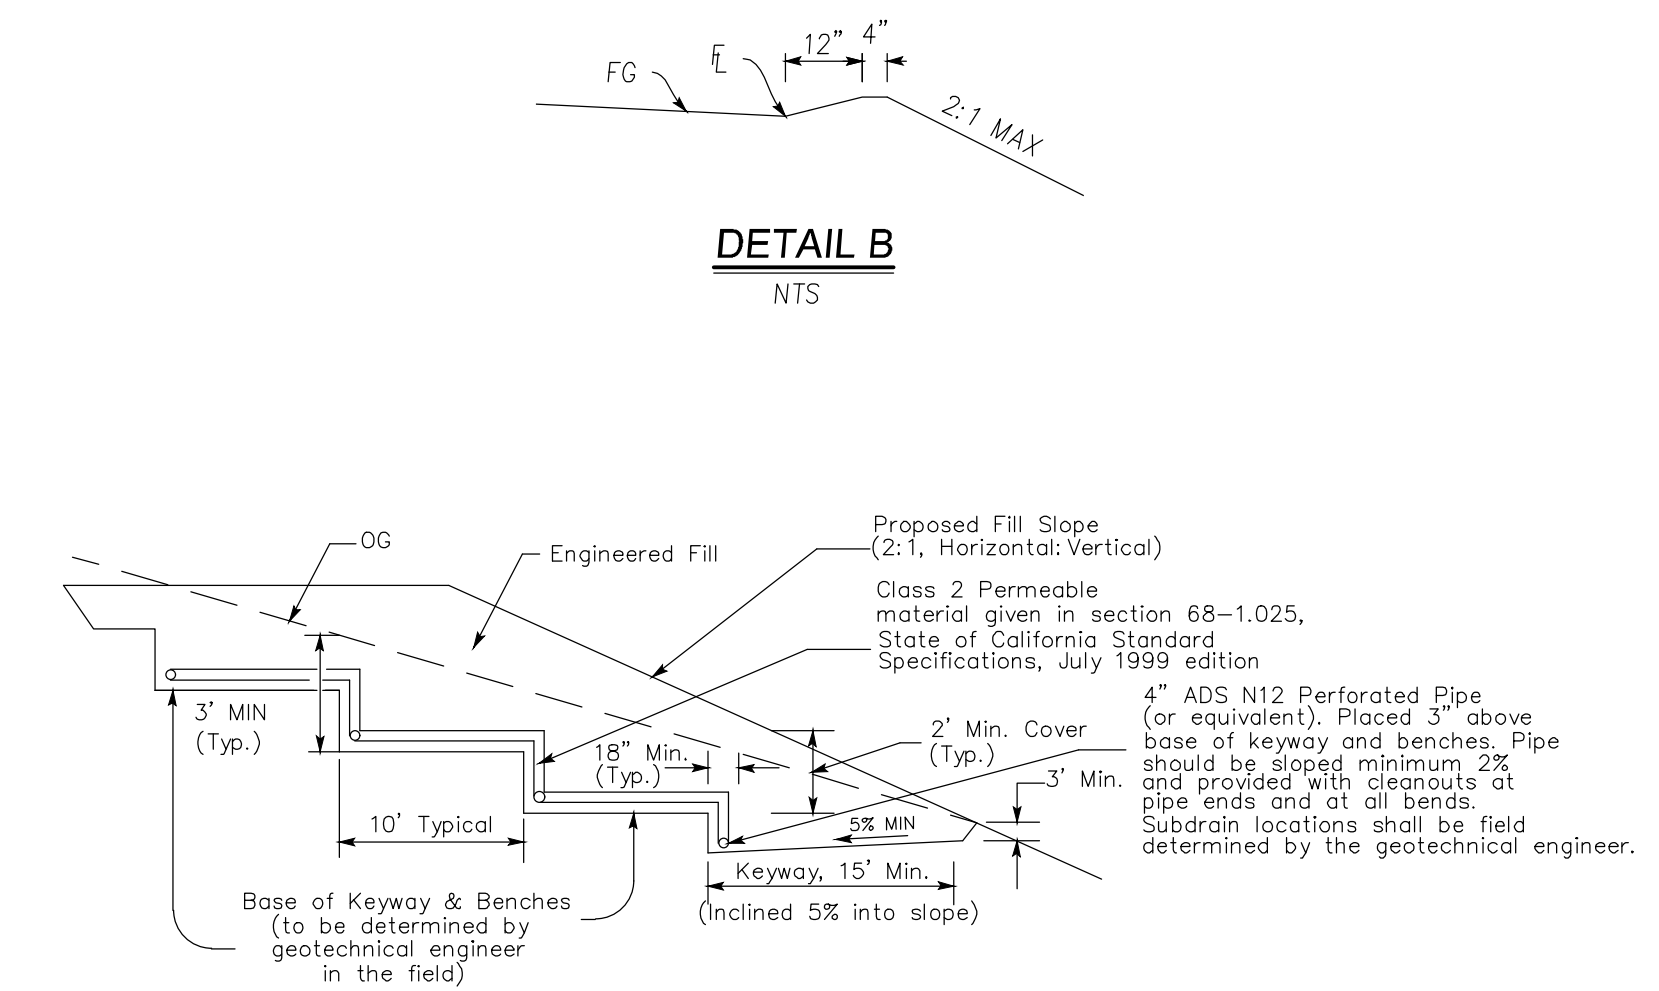 12” 4”
FG
FL
2:1 MAX
DETAIL B
NTS
OG
Engineered Fill
Proposed Fill Slope
(2:1, Horizontal:Vertical)
Class 2 Permeable
material given in section 68-1.025,
State of California Standard
Specifications, July 1999 edition
4” ADS N12 Perforated Pipe
(or equivalent). Placed 3” above
base of keyway and benches. Pipe
should be sloped minimum 2%
and provided with cleanouts at
pipe ends and at all bends.
Subdrain locations shall be field
determined by the geotechnical engineer.
3' MIN
(Typ.)
18” Min.
(Typ.)
2' Min. Cover
(Typ.)
3' Min.
10' Typical
5% MIN
Keyway, 15' Min.
(Inclined 5% into slope)
Base of Keyway & Benches
(to be determined by
geotechnical engineer
in the field)